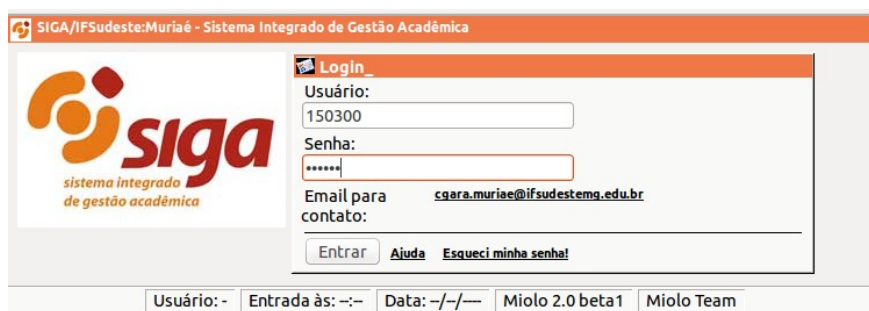 SIGA/IFSudeste:Muriaé - Sistema Integrado de Gestão Acadêmica
siga
sistema integrado
de gestão acadêmica
Login_
Usuário:
150300
Senha:
••••••
Email para contato:
cgara.muriae@ifsudestemg.edu.br
Entrar Ajuda Esqueci minha senha!
Usuário: - Entrada às: --:-- Data: --/--/---- Miolo 2.0 beta1 Miolo Team